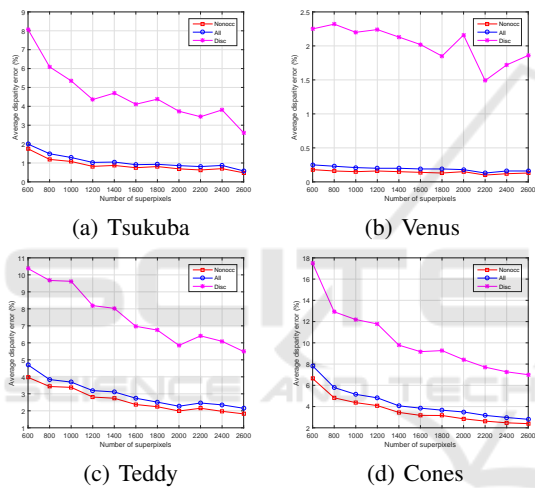 9
8
7
6
5
4
3
2
1
0
Average disparity error (%)
Nonocc
All
Disc
600 800 1000 1200 1400 1600 1800 2000 2200 2400 2600
Number of superpixels
(a) Tsukuba
2.5
2
1.5
1
0.5
0
Average disparity error (%)
Nonocc
All
Disc
600 800 1000 1200 1400 1600 1800 2000 2200 2400 2600
Number of superpixels
(b) Venus
11
10
9
8
7
6
5
4
3
2
1
Average disparity error (%)
Nonocc
All
Disc
600 800 1000 1200 1400 1600 1800 2000 2200 2400 2600
Number of superpixels
(c) Teddy
18
16
14
12
10
8
6
4
2
Average disparity error (%)
Nonocc
All
Disc
600 800 1000 1200 1400 1600 1800 2000 2200 2400 2600
Number of superpixels
(d) Cones
SCITE
SCIENCE AND TECH